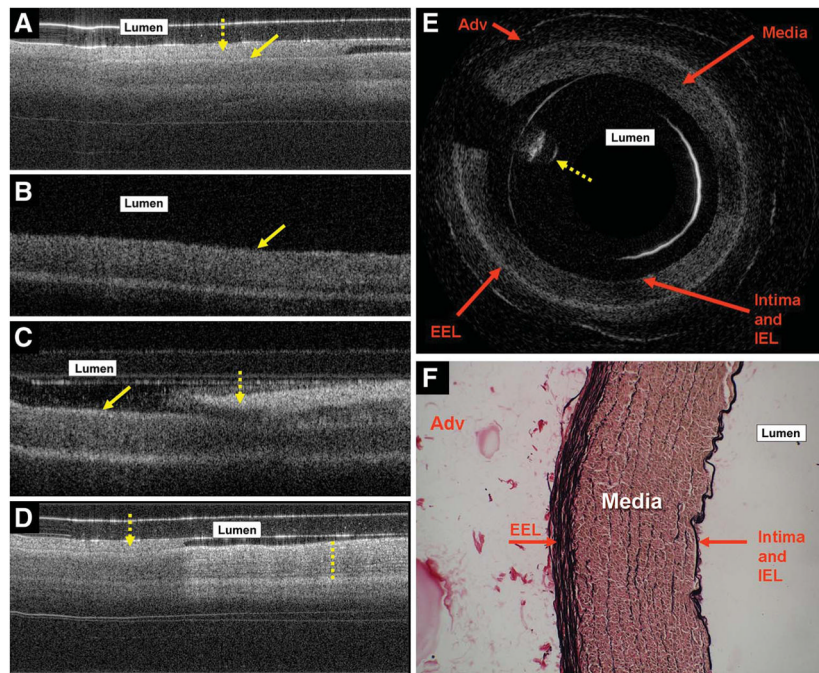 A
Lumen
B
Lumen
C
Lumen
D
Lumen
E
Adv
Media
Lumen
EEL
Intima
and
IEL
F
Adv
Lumen
Media
EEL
Intima
and
IEL